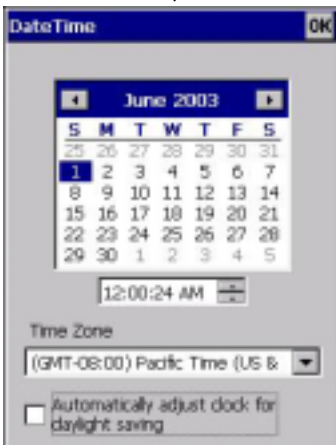 DateTime OK
June 2003
S M T W T F S
25 26 27 28 29 30 31
1 2 3 4 5 6 7
8 9 10 11 12 13 14
15 16 17 18 19 20 21
22 23 24 25 26 27 28
29 30 1 2 3 4 5
12:00:24 AM
Time Zone
(GMT-08:00) Pacific Time (US &
Automatically adjust clock for
daylight saving